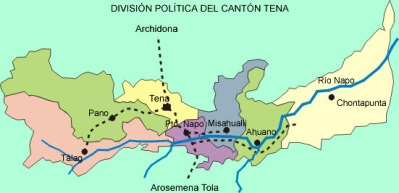 DIVISIÓN POLÍTICA DEL CANTÓN TENA
Archidona
Río Napo
Tena
Chontapunta
Pano
Pto. Napo
Misahualli
Ahuano
Talag
Arosemena Tola